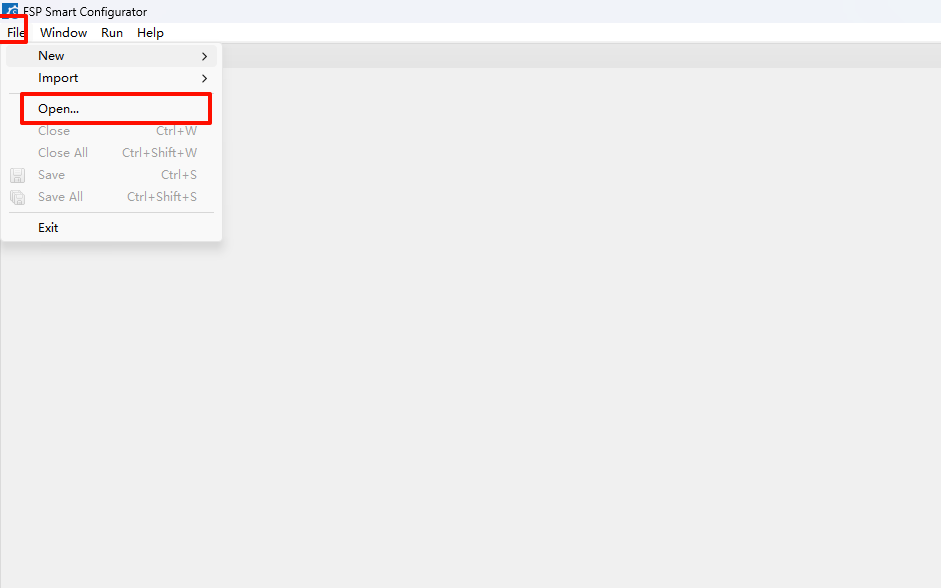 FSP Smart Configurator
File Window Run Help
New
Import
Open...
Close Ctrl+W
Close All Ctrl+Shift+W
Save Ctrl+S
Save All Ctrl+Shift+S
Exit